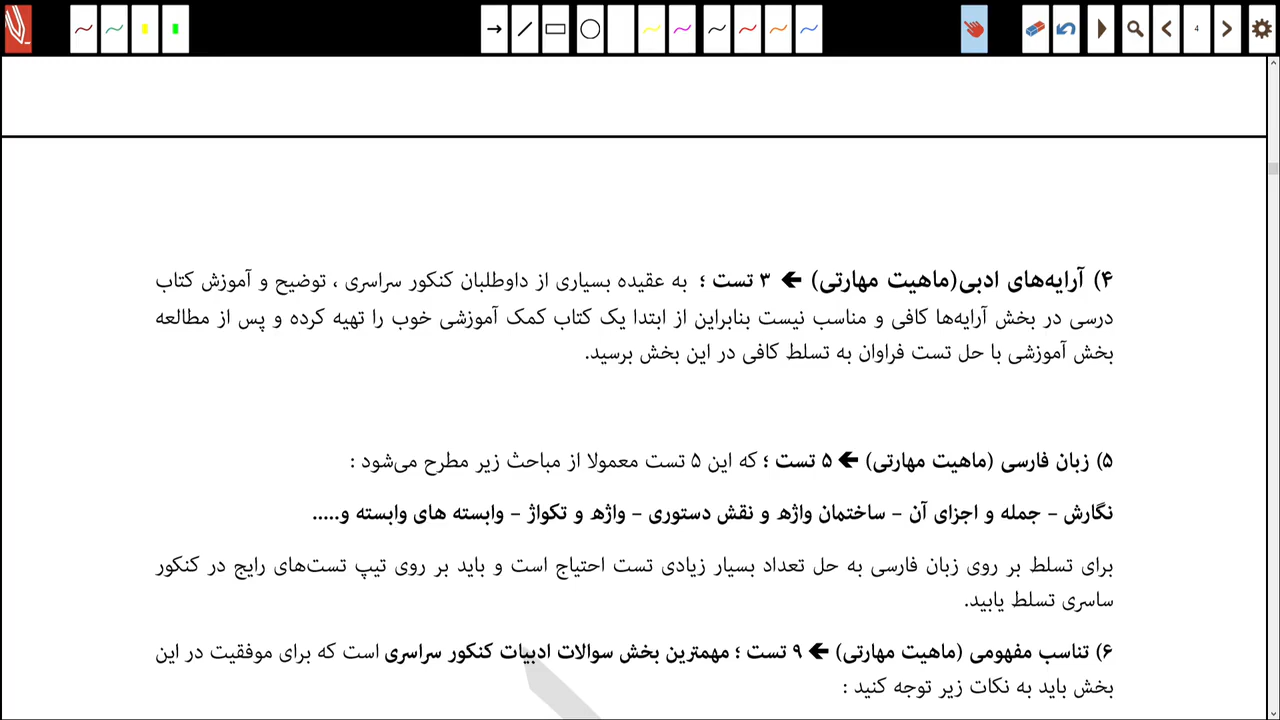 4
۴) آرایه‌های ادبی(ماهیت مهارتی) 🡸 ۳ تست ؛ به عقیده بسیاری از داوطلبان کنکور سراسری ، توضیح و آموزش کتاب
درسی در بخش آرایه‌ها کافی و مناسب نیست بنابراین از ابتدا یک کتاب کمک آموزشی خوب را تهیه کرده و پس از مطالعه
بخش آموزشی با حل تست فراوان به تسلط کافی در این بخش برسید.
۵) زبان فارسی (ماهیت مهارتی) 🡸 ۵ تست ؛ که این ۵ تست معمولا از مباحث زیر مطرح می‌شود :
نگارش – جمله و اجزای آن – ساختمان واژه و نقش دستوری – واژه و تکواژ – وابسته های وابسته و.....
برای تسلط بر روی زبان فارسی به حل تعداد بسیار زیادی تست احتیاج است و باید بر روی تیپ تست‌های رایج در کنکور
ساسری تسلط یابید.
۶) تناسب مفهومی (ماهیت مهارتی) 🡸 ۹ تست ؛ مهمترین بخش سوالات ادبیات کنکور سراسری است که برای موفقیت در این
بخش باید به نکات زیر توجه کنید :